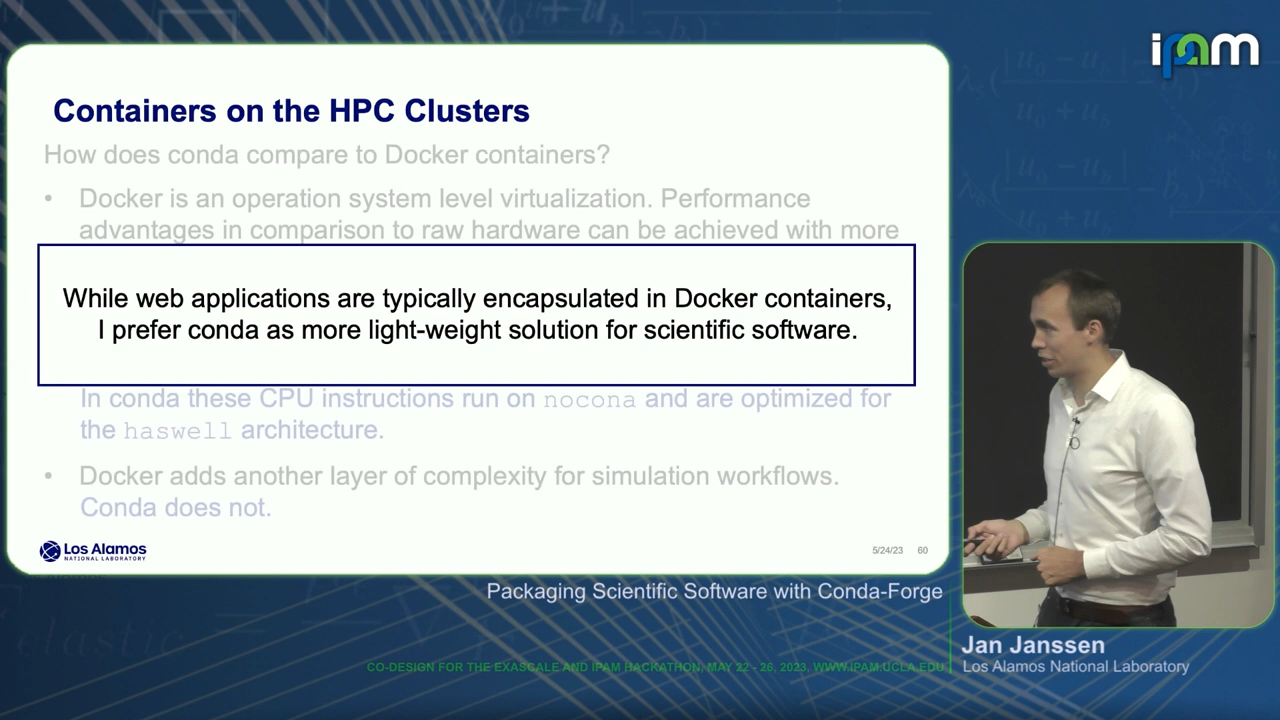 ipam
Containers on the HPC Clusters
How does conda compare to Docker containers?
• Docker is an operation system level virtualization. Performance
advantages in comparison to raw hardware can be achieved with more
While web applications are typically encapsulated in Docker containers,
I prefer conda as more light-weight solution for scientific software.
In conda these CPU instructions run on nocona and are optimized for
the haswell architecture.
• Docker adds another layer of complexity for simulation workflows.
Conda does not.
Los Alamos
NATIONAL LABORATORY
5/24/23 60
Packaging Scientific Software with Conda-Forge
Jan Janssen
Los Alamos National Laboratory
CO-DESIGN FOR THE EXASCALE AND IPAM HACKATHON, MAY 22 - 26, 2023, WWW.IPAM.UCLA.EDU
elastic